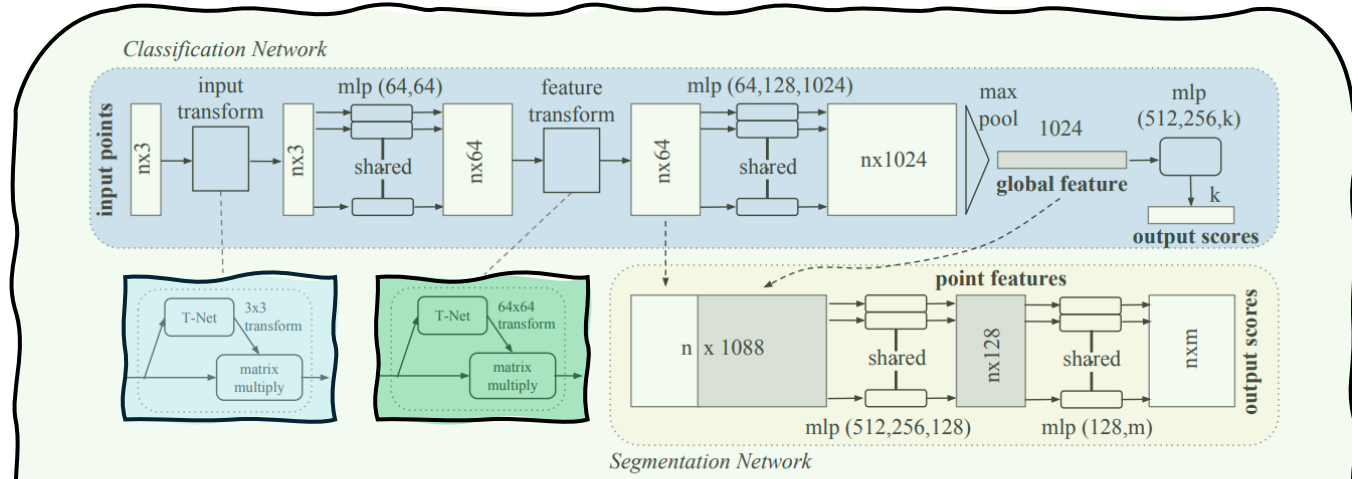 Classification Network
input points
nx3
input
transform
nx3
mlp (64,64)
shared
nx64
feature
transform
nx64
mlp (64,128,1024)
shared
nx1024
max
pool
1024
global feature
mlp
(512,256,k)
k
output scores
T-Net
3x3
transform
matrix
multiply
T-Net
64x64
transform
matrix
multiply
point features
n x 1088
shared
mlp (512,256,128)
nx128
shared
mlp (128,m)
nxm
output scores
Segmentation Network